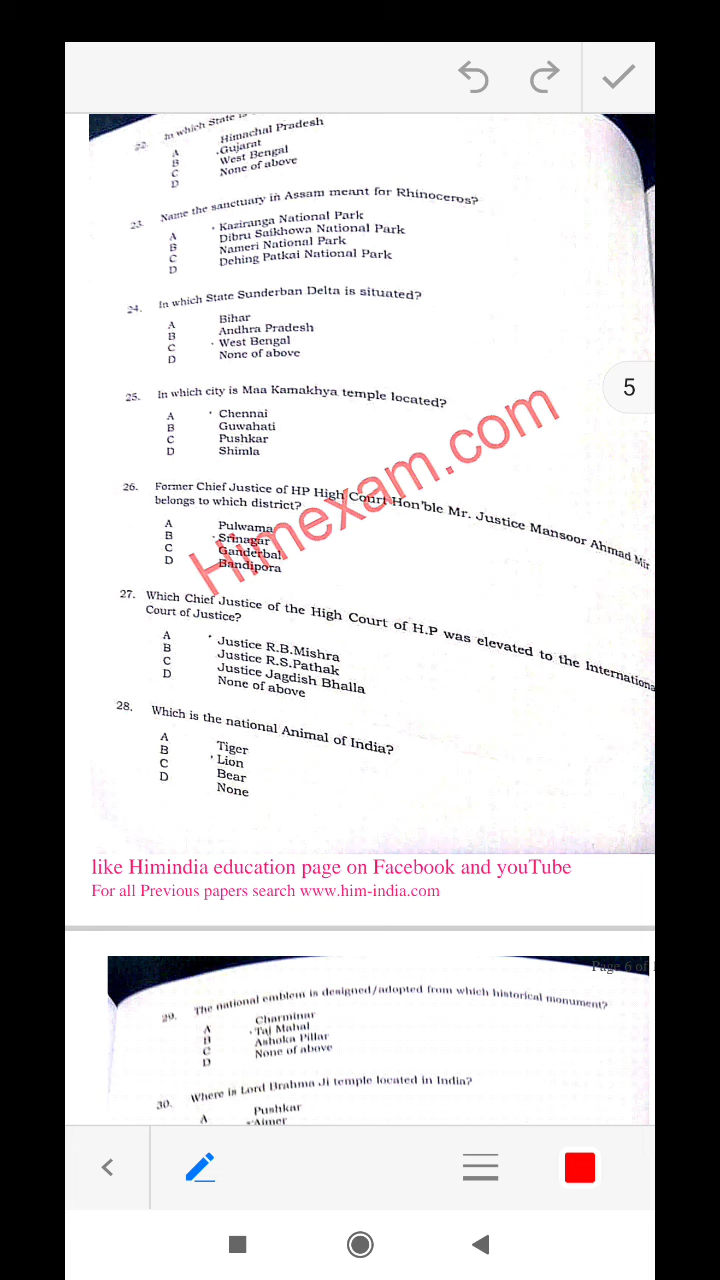 22. In which State is
A Himachal Pradesh
B Gujarat
C West Bengal
D None of above
23. Name the sanctuary in Assam meant for Rhinoceros?
A Kaziranga National Park
B Dibru Saikhowa National Park
C Nameri National Park
D Dehing Patkai National Park
24. In which State Sunderban Delta is situated?
A Bihar
B Andhra Pradesh
C West Bengal
D None of above
5
25. In which city is Maa Kamakhya temple located?
A Chennai
B Guwahati
C Pushkar
D Shimla
Himexam.com
26. Former Chief Justice of HP High Court Hon'ble Mr. Justice Mansoor Ahmad Mir
belongs to which district?
A Pulwama
B Srinagar
C Ganderbal
D Bandipora
27. Which Chief Justice of the High Court of H.P was elevated to the Internationa
Court of Justice?
A Justice R.B.Mishra
B Justice R.S.Pathak
C Justice Jagdish Bhalla
D None of above
28. Which is the national Animal of India?
A Tiger
B Lion
C Bear
D None
like Himindia education page on Facebook and youTube
For all Previous papers search www.him-india.com
Page 6 of
29. The national emblem is designed/adopted from which historical monument?
A Charminar
B Taj Mahal
C Ashoka Pillar
D None of above
30. Where is Lord Brahma Ji temple located in India?
A Pushkar
Ajmer